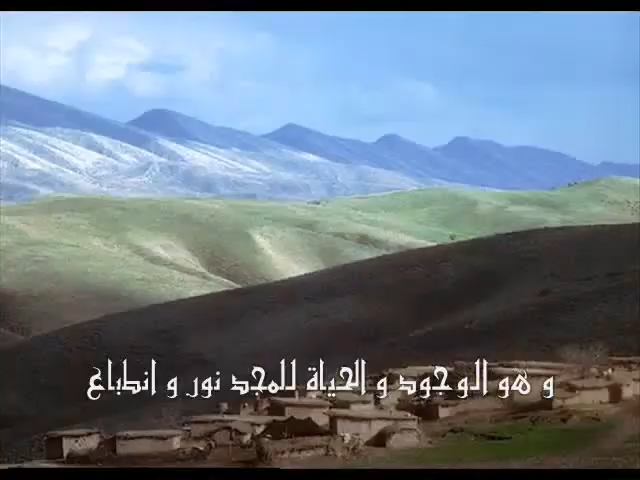 و هو الوجود و الحياة للمجد نور و انطباع